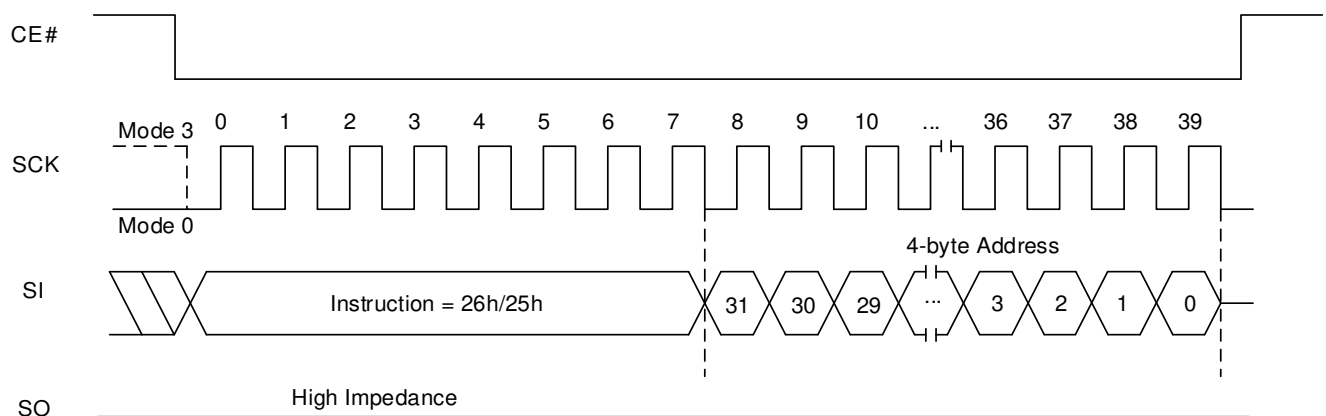 CE#
Mode 3
0 1 2 3 4 5 6 7 8 9 10 ... 36 37 38 39
SCK
Mode 0
4-byte Address
SI
Instruction = 26h/25h
31 30 29 ... 3 2 1 0
High Impedance
SO